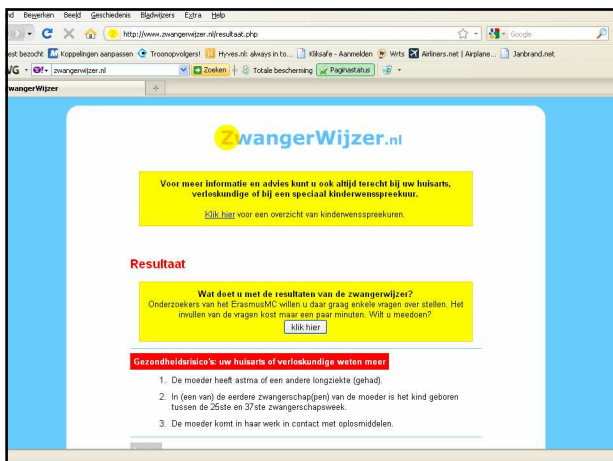 Bewerken Beeld Geschiedenis Bladwijzers Extra Help
http://www.zwangerwijzer.nl/resultaat.php
Google
est bezocht Koppelingen aanpassen Troonopvolgers! Hyves.nl: always in to... Kliksafe - Aanmelden Wrts Airliners.net | Airplane... Janbrand.net
zwangerwijzer.nl Zoeken Totale bescherming Paginastatus
wangerWijzer
ZwangerWijzer.nl
Voor meer informatie en advies kunt u ook altijd terecht bij uw huisarts,
verloskundige of bij een speciaal kinderwensspreekuur.
Klik hier voor een overzicht van kinderwensspreekuren.
Resultaat
Wat doet u met de resultaten van de zwangerwijzer?
Onderzoekers van het ErasmusMC willen u daar graag enkele vragen over stellen. Het
invullen van de vragen kost maar een paar minuten. Wilt u meedoen?
klik hier
Gezondheidsrisico's: uw huisarts of verloskundige weten meer
1. De moeder heeft astma of een andere longziekte (gehad).
2. In (een van) de eerdere zwangerschap(pen) van de moeder is het kind geboren
tussen de 25ste en 37ste zwangerschapsweek.
3. De moeder komt in haar werk in contact met oplosmiddelen.